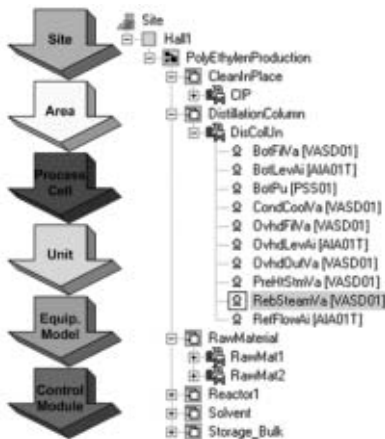 Site
Area
Process
Cell
Unit
Equip.
Model
Control
Module
Site
Hall1
PolyEthylenProduction
CleanInPlace
CIP
DistillationColumn
DisColUn
BotFilVa [VASD01]
BotLevAi [AIA01T]
BotPu [PSS01]
CondCoolVa [VASD01]
OvhdFilVa [VASD01]
OvhdLevAi [AIA01T]
OvhdOutVa [VASD01]
PreHtStmVa [VASD01]
RebSteamVa [VASD01]
RefFlowAi [AIA01T]
RawMaterial
RawMat1
RawMat2
Reactor1
Solvent
Storage_Bulk